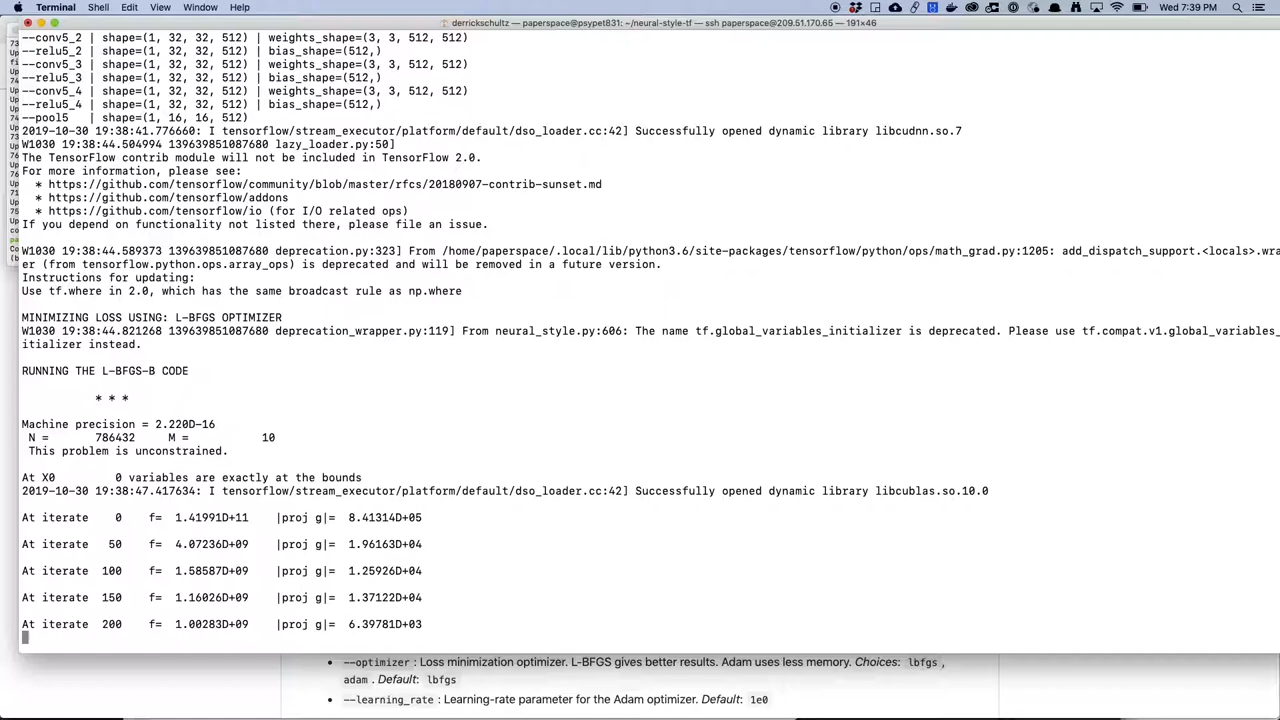 Terminal Shell Edit View Window Help Wed 7:39 PM
derrickschultz — paperspace@psypet831: ~/neural-style-tf — ssh paperspace@209.51.170.65 — 191×46
--conv5_2 | shape=(1, 32, 32, 512) | weights_shape=(3, 3, 512, 512)
--relu5_2 | shape=(1, 32, 32, 512) | bias_shape=(512,)
--conv5_3 | shape=(1, 32, 32, 512) | weights_shape=(3, 3, 512, 512)
--relu5_3 | shape=(1, 32, 32, 512) | bias_shape=(512,)
--conv5_4 | shape=(1, 32, 32, 512) | weights_shape=(3, 3, 512, 512)
--relu5_4 | shape=(1, 32, 32, 512) | bias_shape=(512,)
--pool5 | shape=(1, 16, 16, 512)
2019-10-30 19:38:41.776660: I tensorflow/stream_executor/platform/default/dso_loader.cc:42] Successfully opened dynamic library libcudnn.so.7
W1030 19:38:44.504994 139639851087680 lazy_loader.py:50]
The TensorFlow contrib module will not be included in TensorFlow 2.0.
For more information, please see:
* https://github.com/tensorflow/community/blob/master/rfcs/20180907-contrib-sunset.md
* https://github.com/tensorflow/addons
* https://github.com/tensorflow/io (for I/O related ops)
If you depend on functionality not listed there, please file an issue.
W1030 19:38:44.589373 139639851087680 deprecation.py:323] From /home/paperspace/.local/lib/python3.6/site-packages/tensorflow/python/ops/math_grad.py:1205: add_dispatch_support.<locals>.wra
er (from tensorflow.python.ops.array_ops) is deprecated and will be removed in a future version.
Instructions for updating:
Use tf.where in 2.0, which has the same broadcast rule as np.where
MINIMIZING LOSS USING: L-BFGS OPTIMIZER
W1030 19:38:44.821268 139639851087680 deprecation_wrapper.py:119] From neural_style.py:606: The name tf.global_variables_initializer is deprecated. Please use tf.compat.v1.global_variables_
itializer instead.
RUNNING THE L-BFGS-B CODE
* * *
Machine precision = 2.220D-16
N = 786432 M = 10
This problem is unconstrained.
At X0 0 variables are exactly at the bounds
2019-10-30 19:38:47.417634: I tensorflow/stream_executor/platform/default/dso_loader.cc:42] Successfully opened dynamic library libcublas.so.10.0
At iterate 0 f= 1.41991D+11 |proj g|= 8.41314D+05
At iterate 50 f= 4.07236D+09 |proj g|= 1.96163D+04
At iterate 100 f= 1.58587D+09 |proj g|= 1.25926D+04
At iterate 150 f= 1.16026D+09 |proj g|= 1.37122D+04
At iterate 200 f= 1.00283D+09 |proj g|= 6.39781D+03
• --optimizer : Loss minimization optimizer. L-BFGS gives better results. Adam uses less memory. Choices: lbfgs ,
adam . Default: lbfgs
• --learning_rate : Learning-rate parameter for the Adam optimizer. Default: 1e0